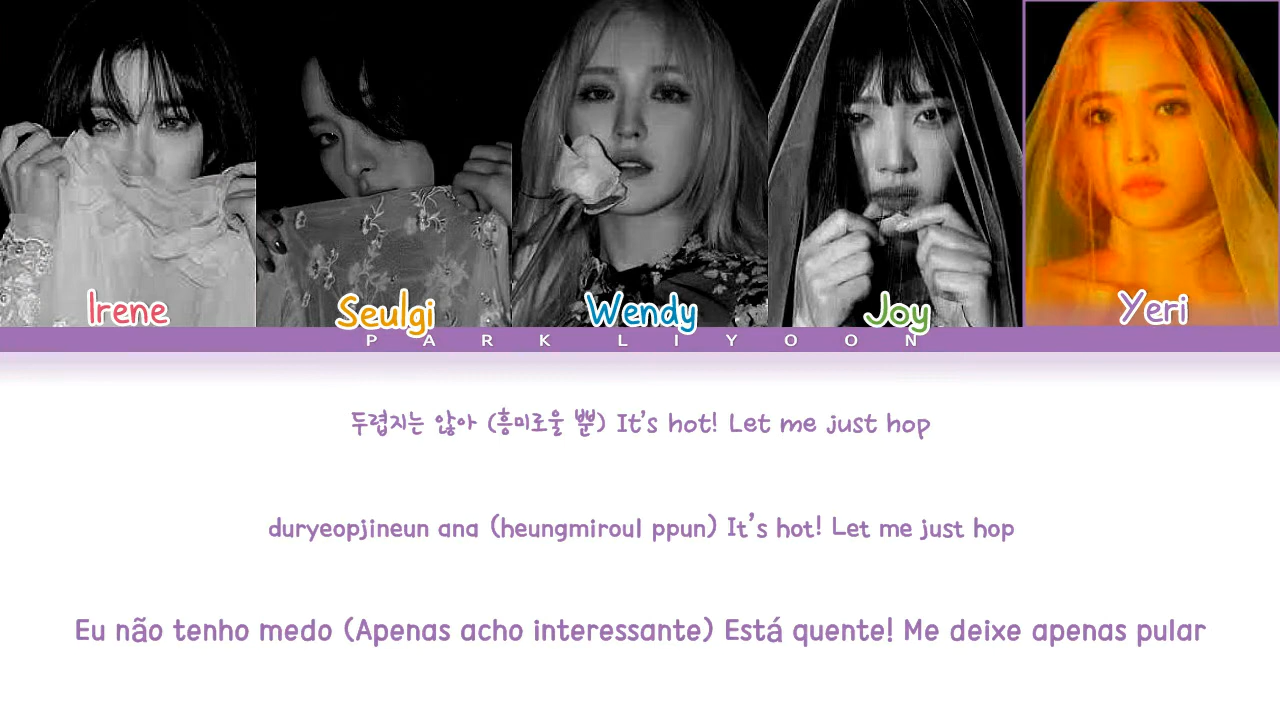 Irene
Seulgi
Wendy
Joy
Yeri
PARK LIYOON
두렵지는 않아 (흥미로울 뿐) It's hot! Let me just hop
duryeopjineun ana (heungmiroul ppun) It's hot! Let me just hop
Eu não tenho medo (Apenas acho interessante) Está quente! Me deixe apenas pular